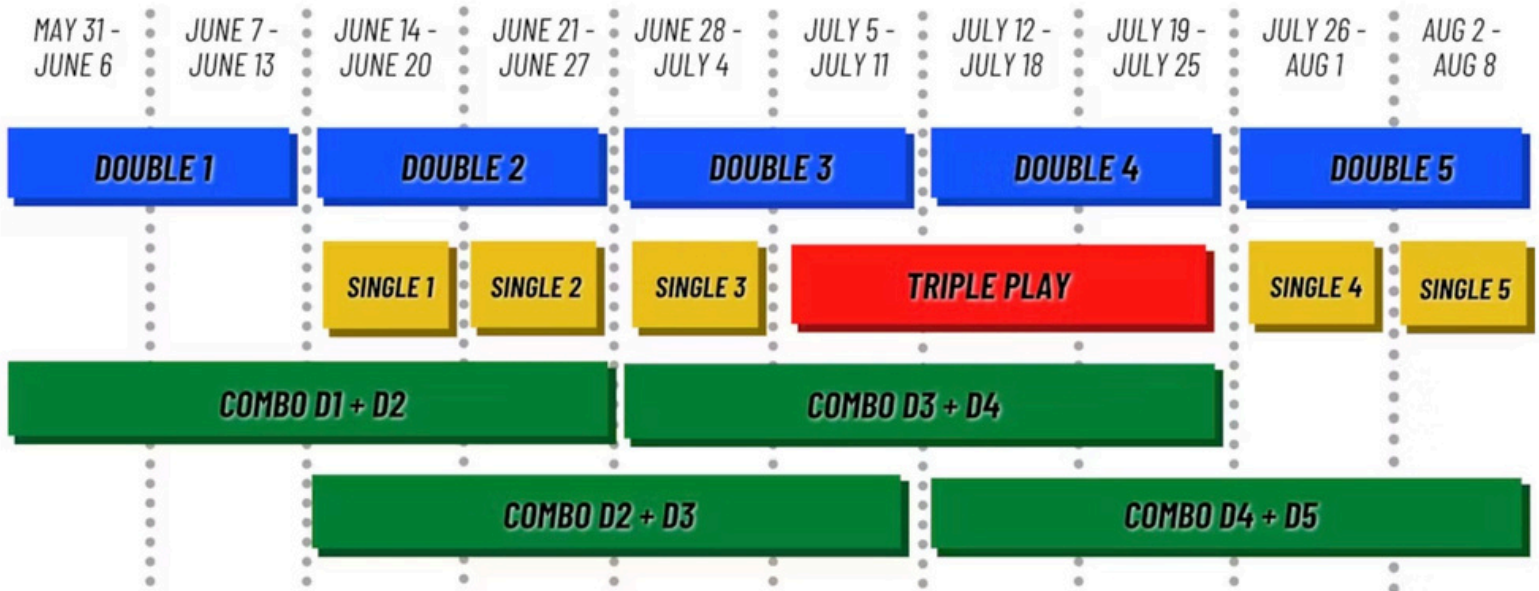 MAY 31 -
JUNE 6
JUNE 7 -
JUNE 13
JUNE 14 -
JUNE 20
JUNE 21 -
JUNE 27
JUNE 28 -
JULY 4
JULY 5 -
JULY 11
JULY 12 -
JULY 18
JULY 19 -
JULY 25
JULY 26 -
AUG 1
AUG 2 -
AUG 8
DOUBLE 1
DOUBLE 2
DOUBLE 3
DOUBLE 4
DOUBLE 5
SINGLE 1
SINGLE 2
SINGLE 3
TRIPLE PLAY
SINGLE 4
SINGLE 5
COMBO D1 + D2
COMBO D3 + D4
COMBO D2 + D3
COMBO D4 + D5